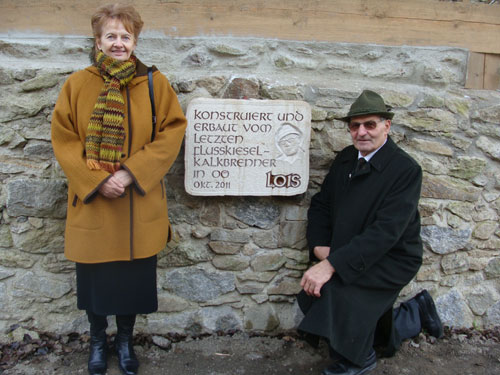 KONSTRUIERT UND
ERBAUT VOM
LETZTEN
FLUSSKIESEL-
KALKBRENNER
IN OÖ
OKT. 2011
LOIS